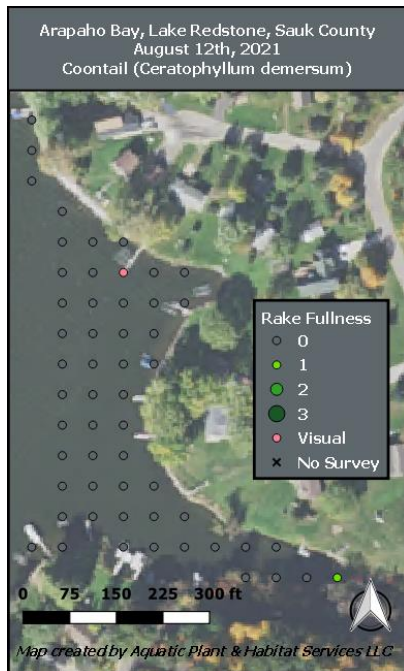 Arapaho Bay, Lake Redstone, Sauk County
August 12th, 2021
Coontail (Ceratophyllum demersum)
Rake Fullness
0
1
2
3
Visual
No Survey
0 75 150 225 300 ft
Map created by Aquatic Plant & Habitat Services LLC